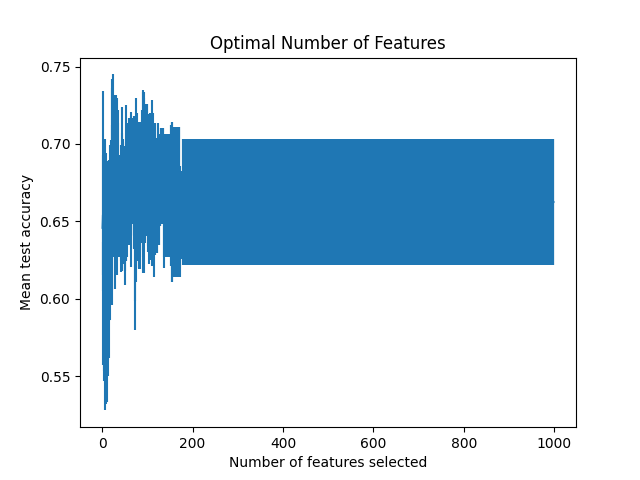 Optimal Number of Features
Mean test accuracy
0.75
0.70
0.65
0.60
0.55
0 200 400 600 800 1000
Number of features selected